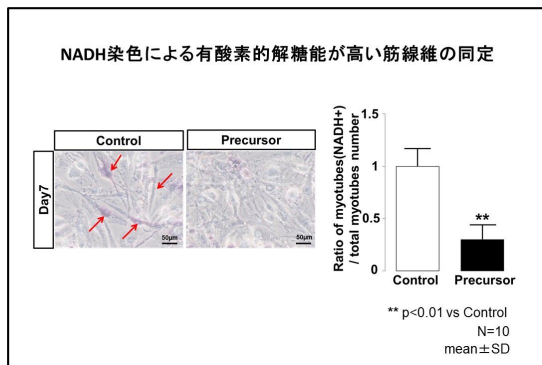 NADH染色による有酸素的解糖能が高い筋線維の同定
Control
Precursor
Day7
50μm
50μm
Ratio of myotubes(NADH+)
/ total myotubes number
1.5
1
0.5
0
**
Control
Precursor
** p<0.01 vs Control
N=10
mean±SD